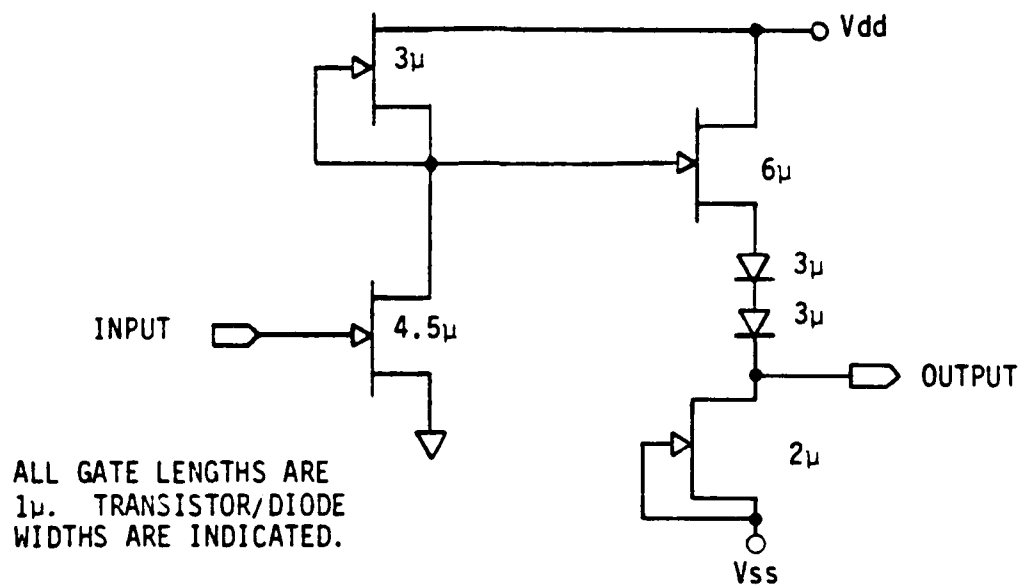 Vdd
3μ
6μ
3μ
3μ
INPUT
4.5μ
OUTPUT
2μ
ALL GATE LENGTHS ARE
1μ. TRANSISTOR/DIODE
WIDTHS ARE INDICATED.
Vss